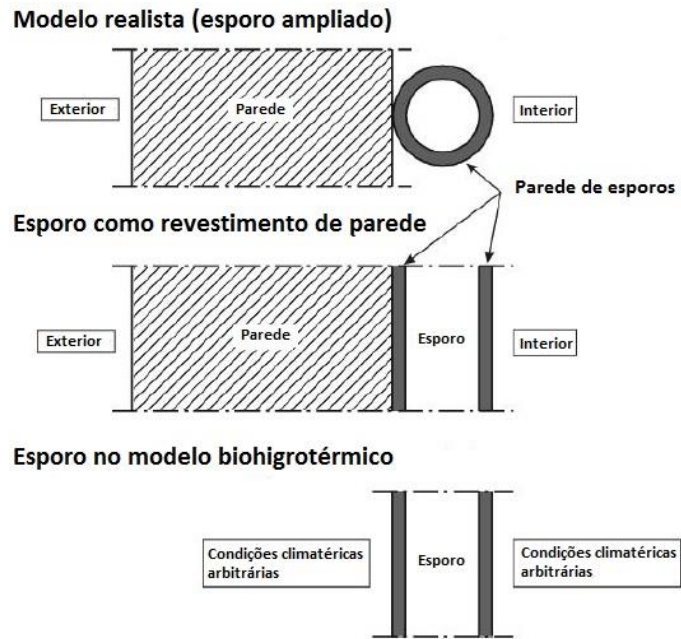 Modelo realista (esporo ampliado)
Exterior
Parede
Interior
Parede de esporos
Esporo como revestimento de parede
Exterior
Parede
Esporo
Interior
Esporo no modelo biohigrotérmico
Condições climatéricas
arbitrárias
Esporo
Condições climatéricas
arbitrárias